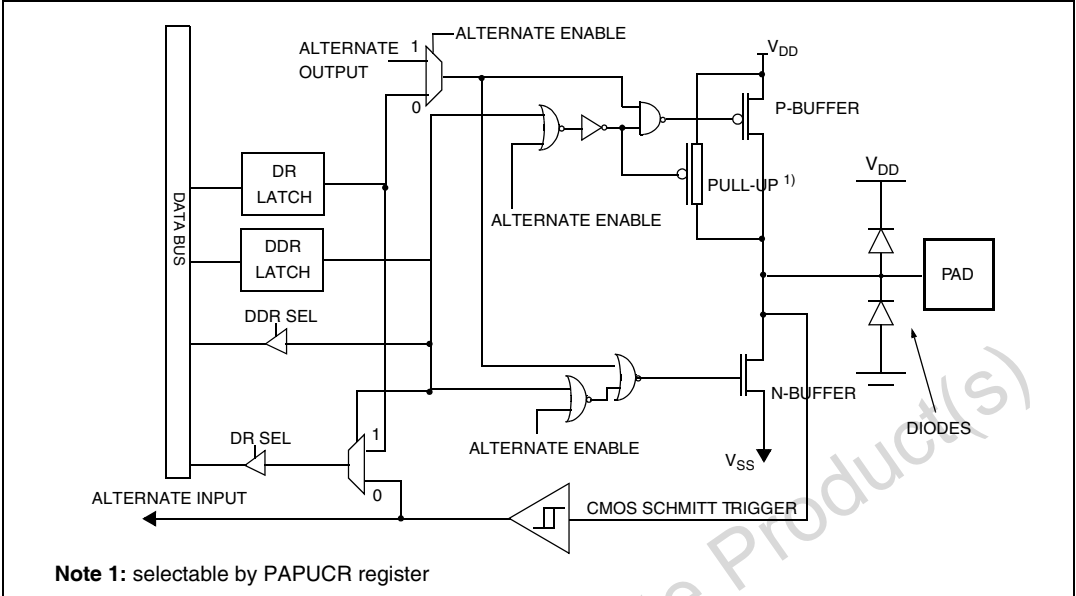 ALTERNATE ENABLE
ALTERNATE
OUTPUT
1
0
VDD
P-BUFFER
DR
LATCH
PULL-UP 1)
VDD
ALTERNATE ENABLE
DATA BUS
DDR
LATCH
PAD
DDR SEL
N-BUFFER
DIODES
ALTERNATE ENABLE
DR SEL
1
0
VSS
ALTERNATE INPUT
CMOS SCHMITT TRIGGER
Note 1: selectable by PAPUCR register
e Product(s)